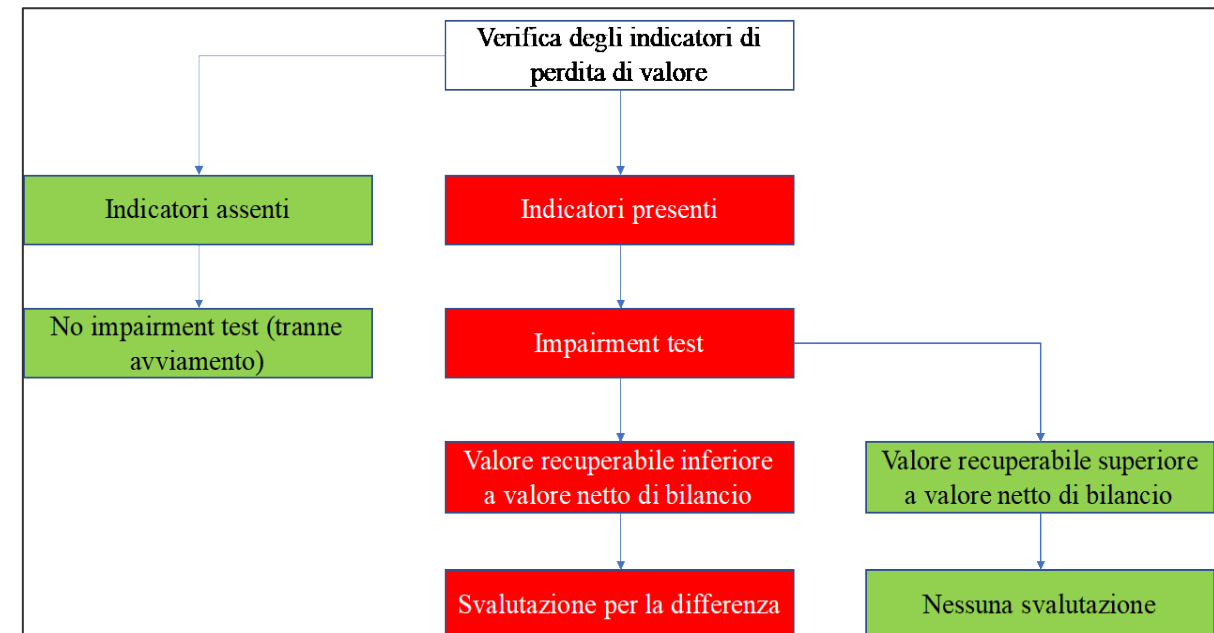 Verifica degli indicatori di
perdita di valore
Indicatori assenti
Indicatori presenti
No impairment test (tranne
avviamento)
Impairment test
Valore recuperabile inferiore
a valore netto di bilancio
Valore recuperabile superiore
a valore netto di bilancio
Svalutazione per la differenza
Nessuna svalutazione